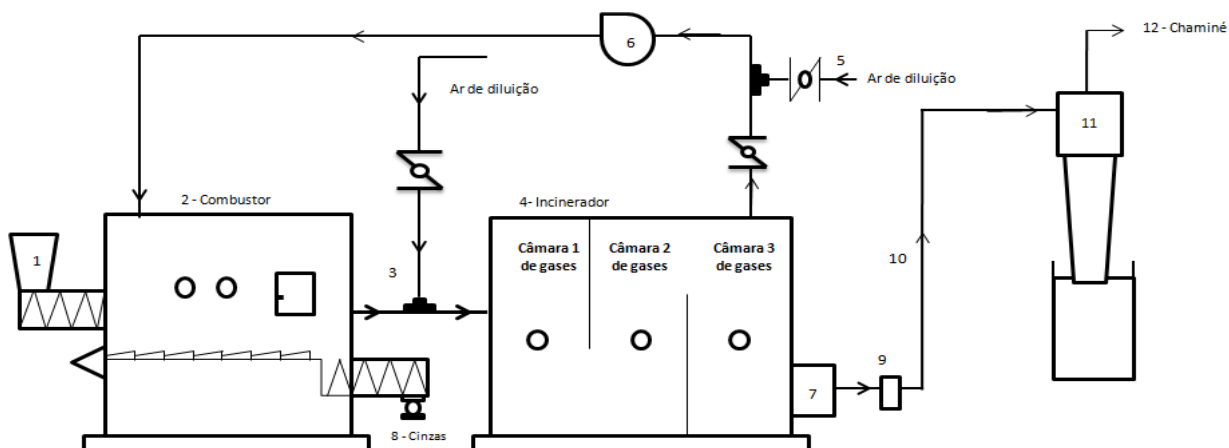 12 - Chaminé
6
5
Ar de diluição
Ar de diluição
11
2 - Combustor
4- Incinerador
1
3
Câmara 1
de gases
Câmara 2
de gases
Câmara 3
de gases
10
9
7
8 - Cinzas